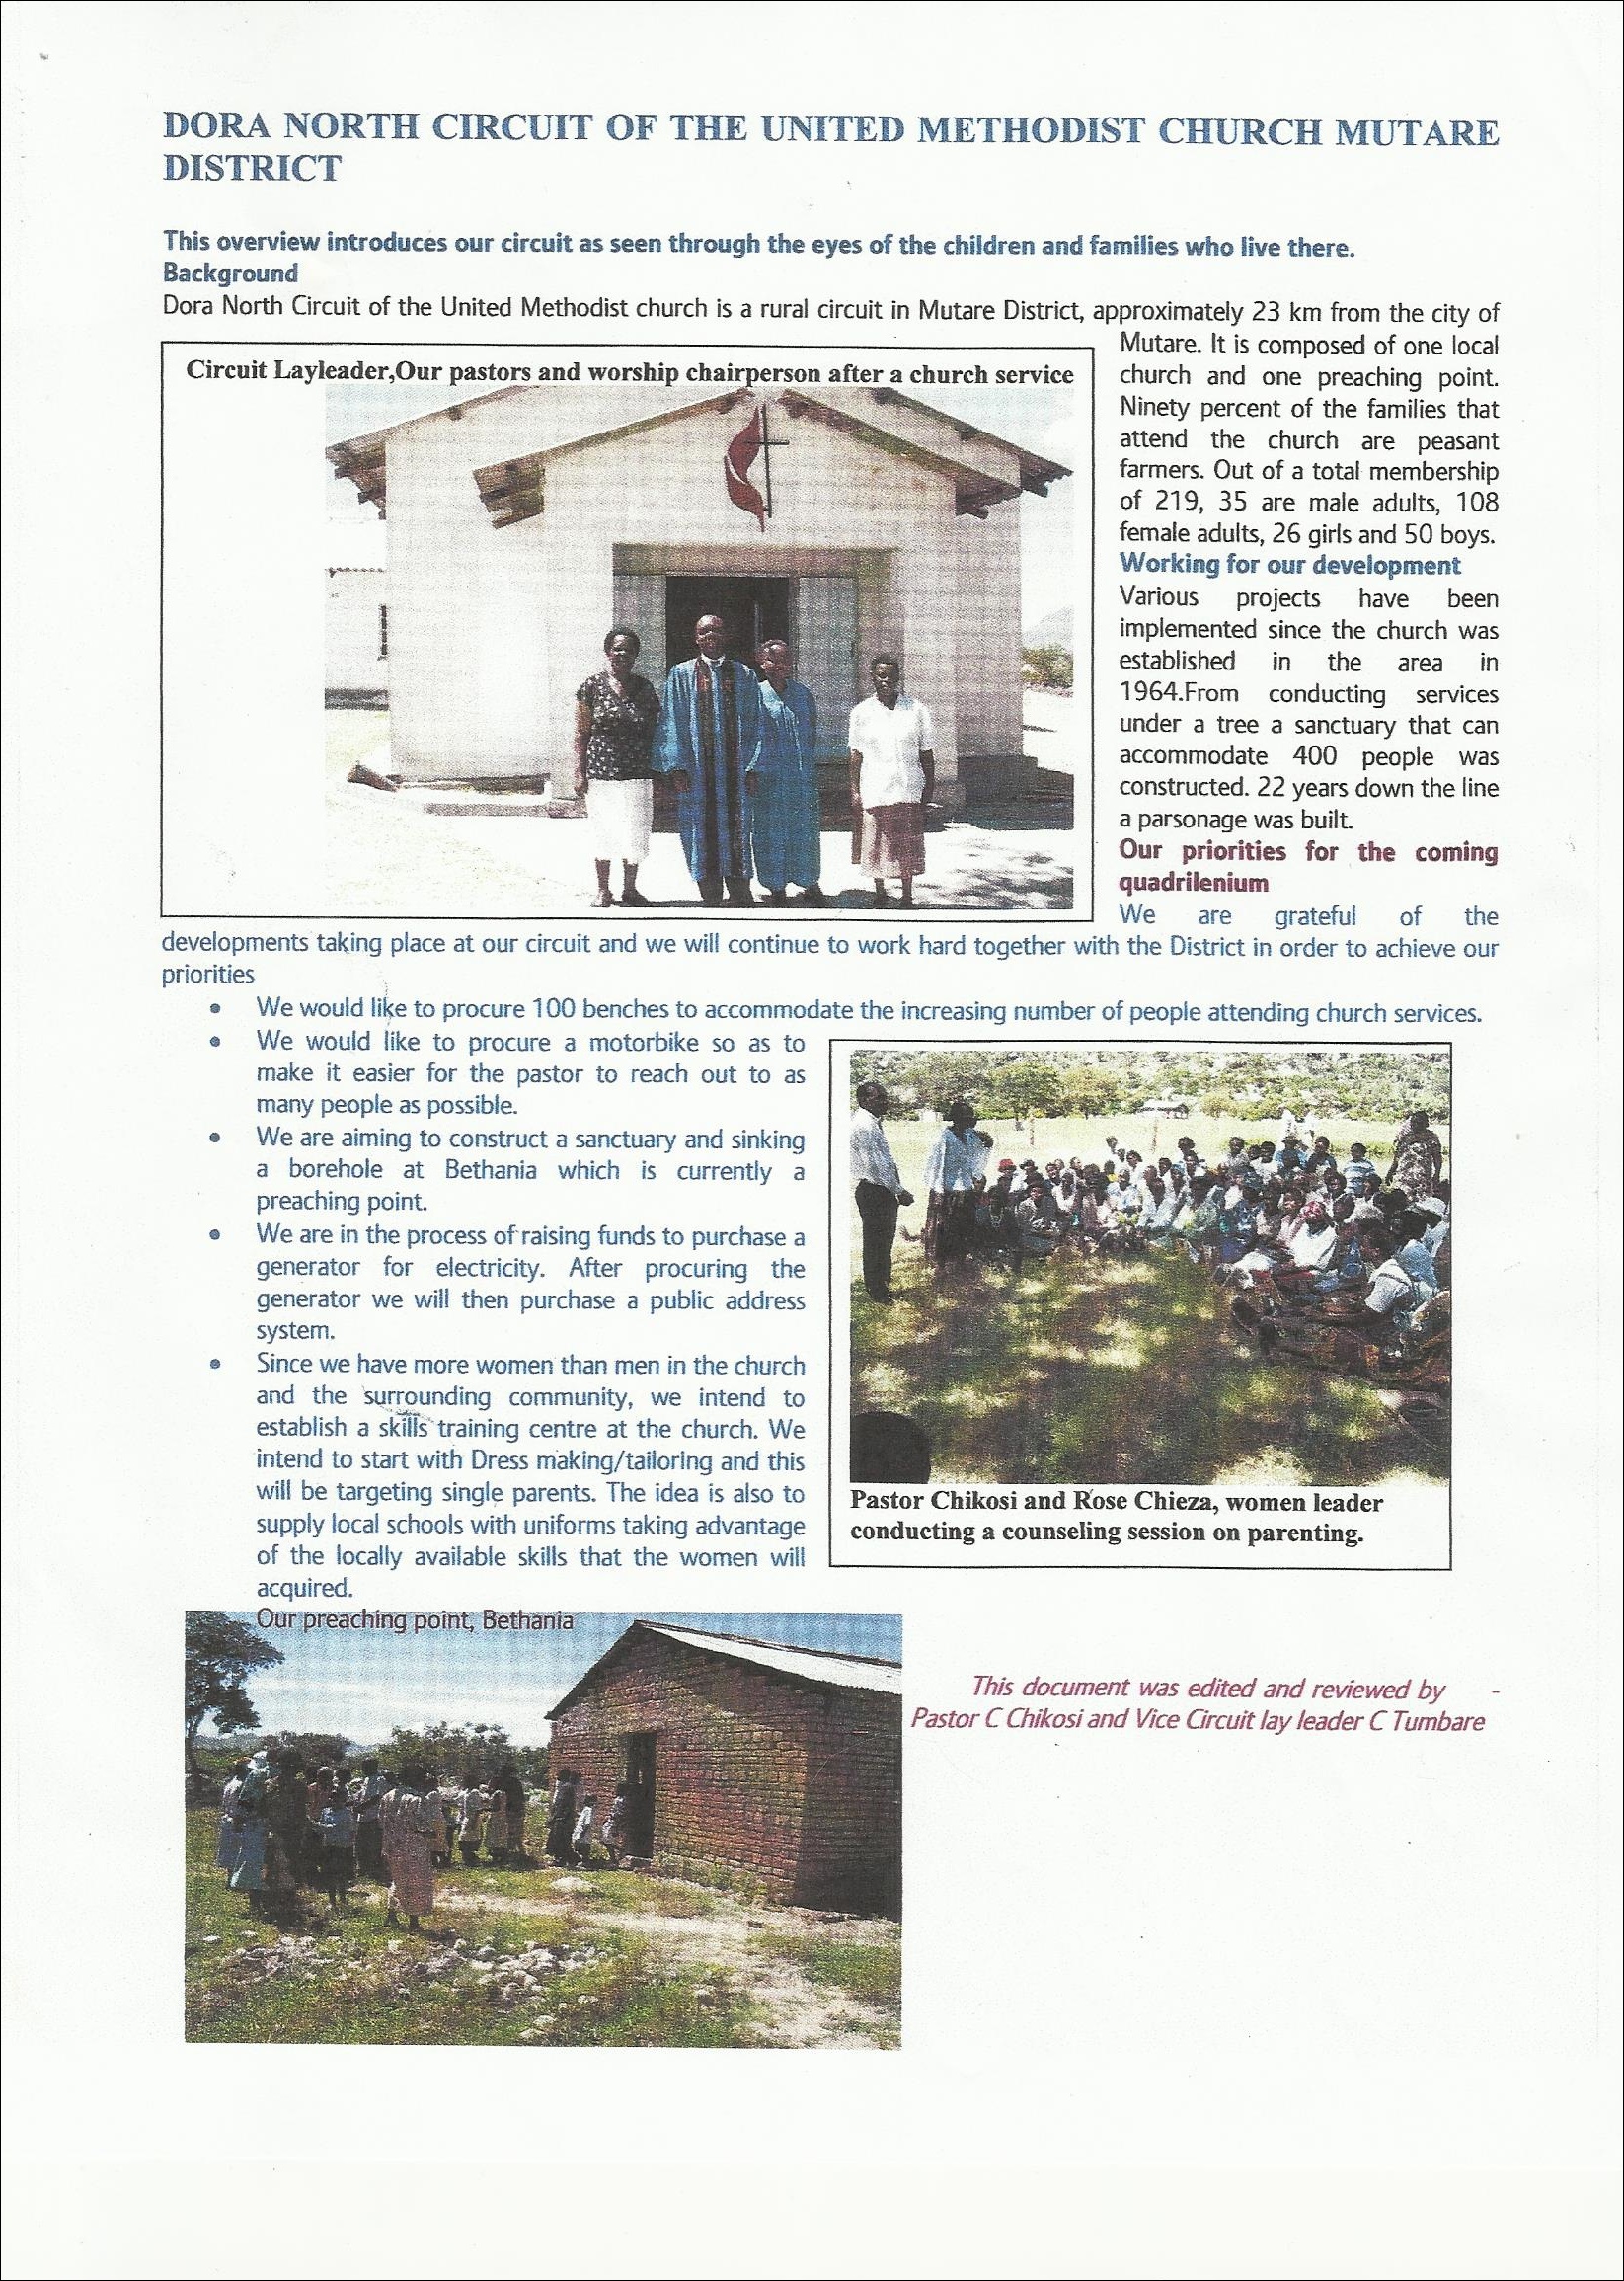 DORA NORTH CIRCUIT OF THE UNITED METHODIST CHURCH MUTARE
DISTRICT
This overview introduces our circuit as seen through the eyes of the children and families who live there.
Background
Dora North Circuit of the United Methodist church is a rural circuit in Mutare District, approximately 23 km from the city of
Circuit Layleader,Our pastors and worship chairperson after a church service
Mutare. It is composed of one local
church and one preaching point.
Ninety percent of the families that
attend the church are peasant
farmers. Out of a total membership
of 219, 35 are male adults, 108
female adults, 26 girls and 50 boys.
Working for our development
Various projects have been
implemented since the church was
established in the area in
1964.From conducting services
under a tree a sanctuary that can
accommodate 400 people was
constructed. 22 years down the line
a parsonage was built.
Our priorities for the coming
quadrilenium
We are grateful of the
developments taking place at our circuit and we will continue to work hard together with the District in order to achieve our
priorities
• We would like to procure 100 benches to accommodate the increasing number of people attending church services.
• We would like to procure a motorbike so as to
make it easier for the pastor to reach out to as
many people as possible.
• We are aiming to construct a sanctuary and sinking
a borehole at Bethania which is currently a
preaching point.
• We are in the process of raising funds to purchase a
generator for electricity. After procuring the
generator we will then purchase a public address
system.
• Since we have more women than men in the church
and the surrounding community, we intend to
establish a skills training centre at the church. We
intend to start with Dress making/tailoring and this
will be targeting single parents. The idea is also to
supply local schools with uniforms taking advantage
of the locally available skills that the women will
acquired.
Pastor Chikosi and Rose Chieza, women leader
conducting a counseling session on parenting.
Our preaching point, Bethania
This document was edited and reviewed by -
Pastor C Chikosi and Vice Circuit lay leader C Tumbare